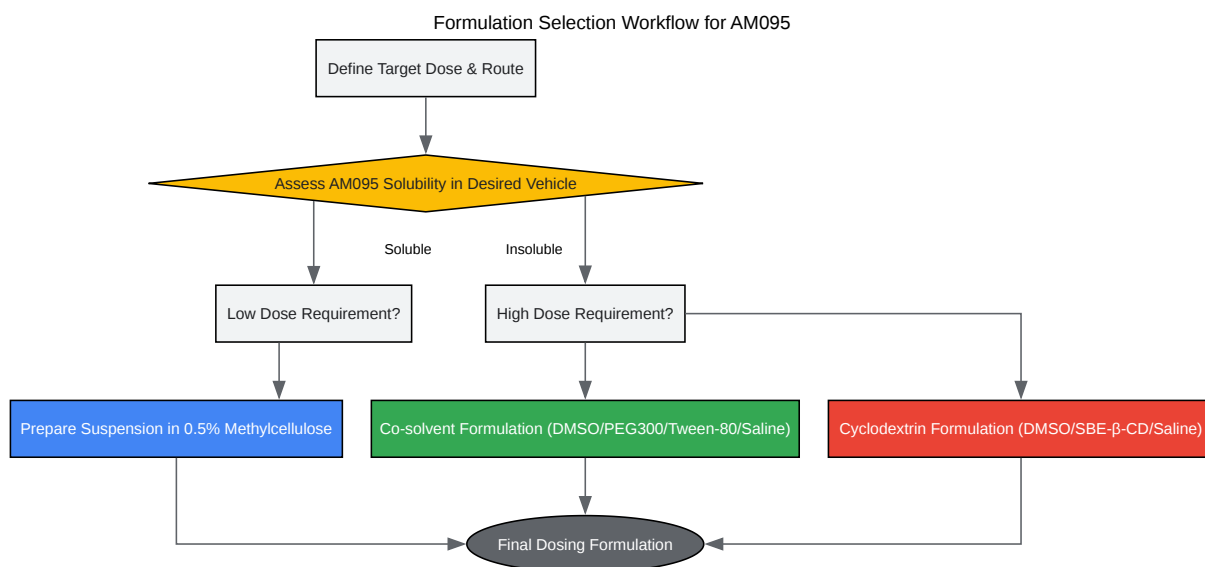 Formulation Selection Workflow for AM095
Define Target Dose & Route
Assess AM095 Solubility in Desired Vehicle
Soluble
Insoluble
Low Dose Requirement?
High Dose Requirement?
Prepare Suspension in 0.5% Methylcellulose
Co-solvent Formulation (DMSO/PEG300/Tween-80/Saline)
Cyclodextrin Formulation (DMSO/SBE-β-CD/Saline)
Final Dosing Formulation